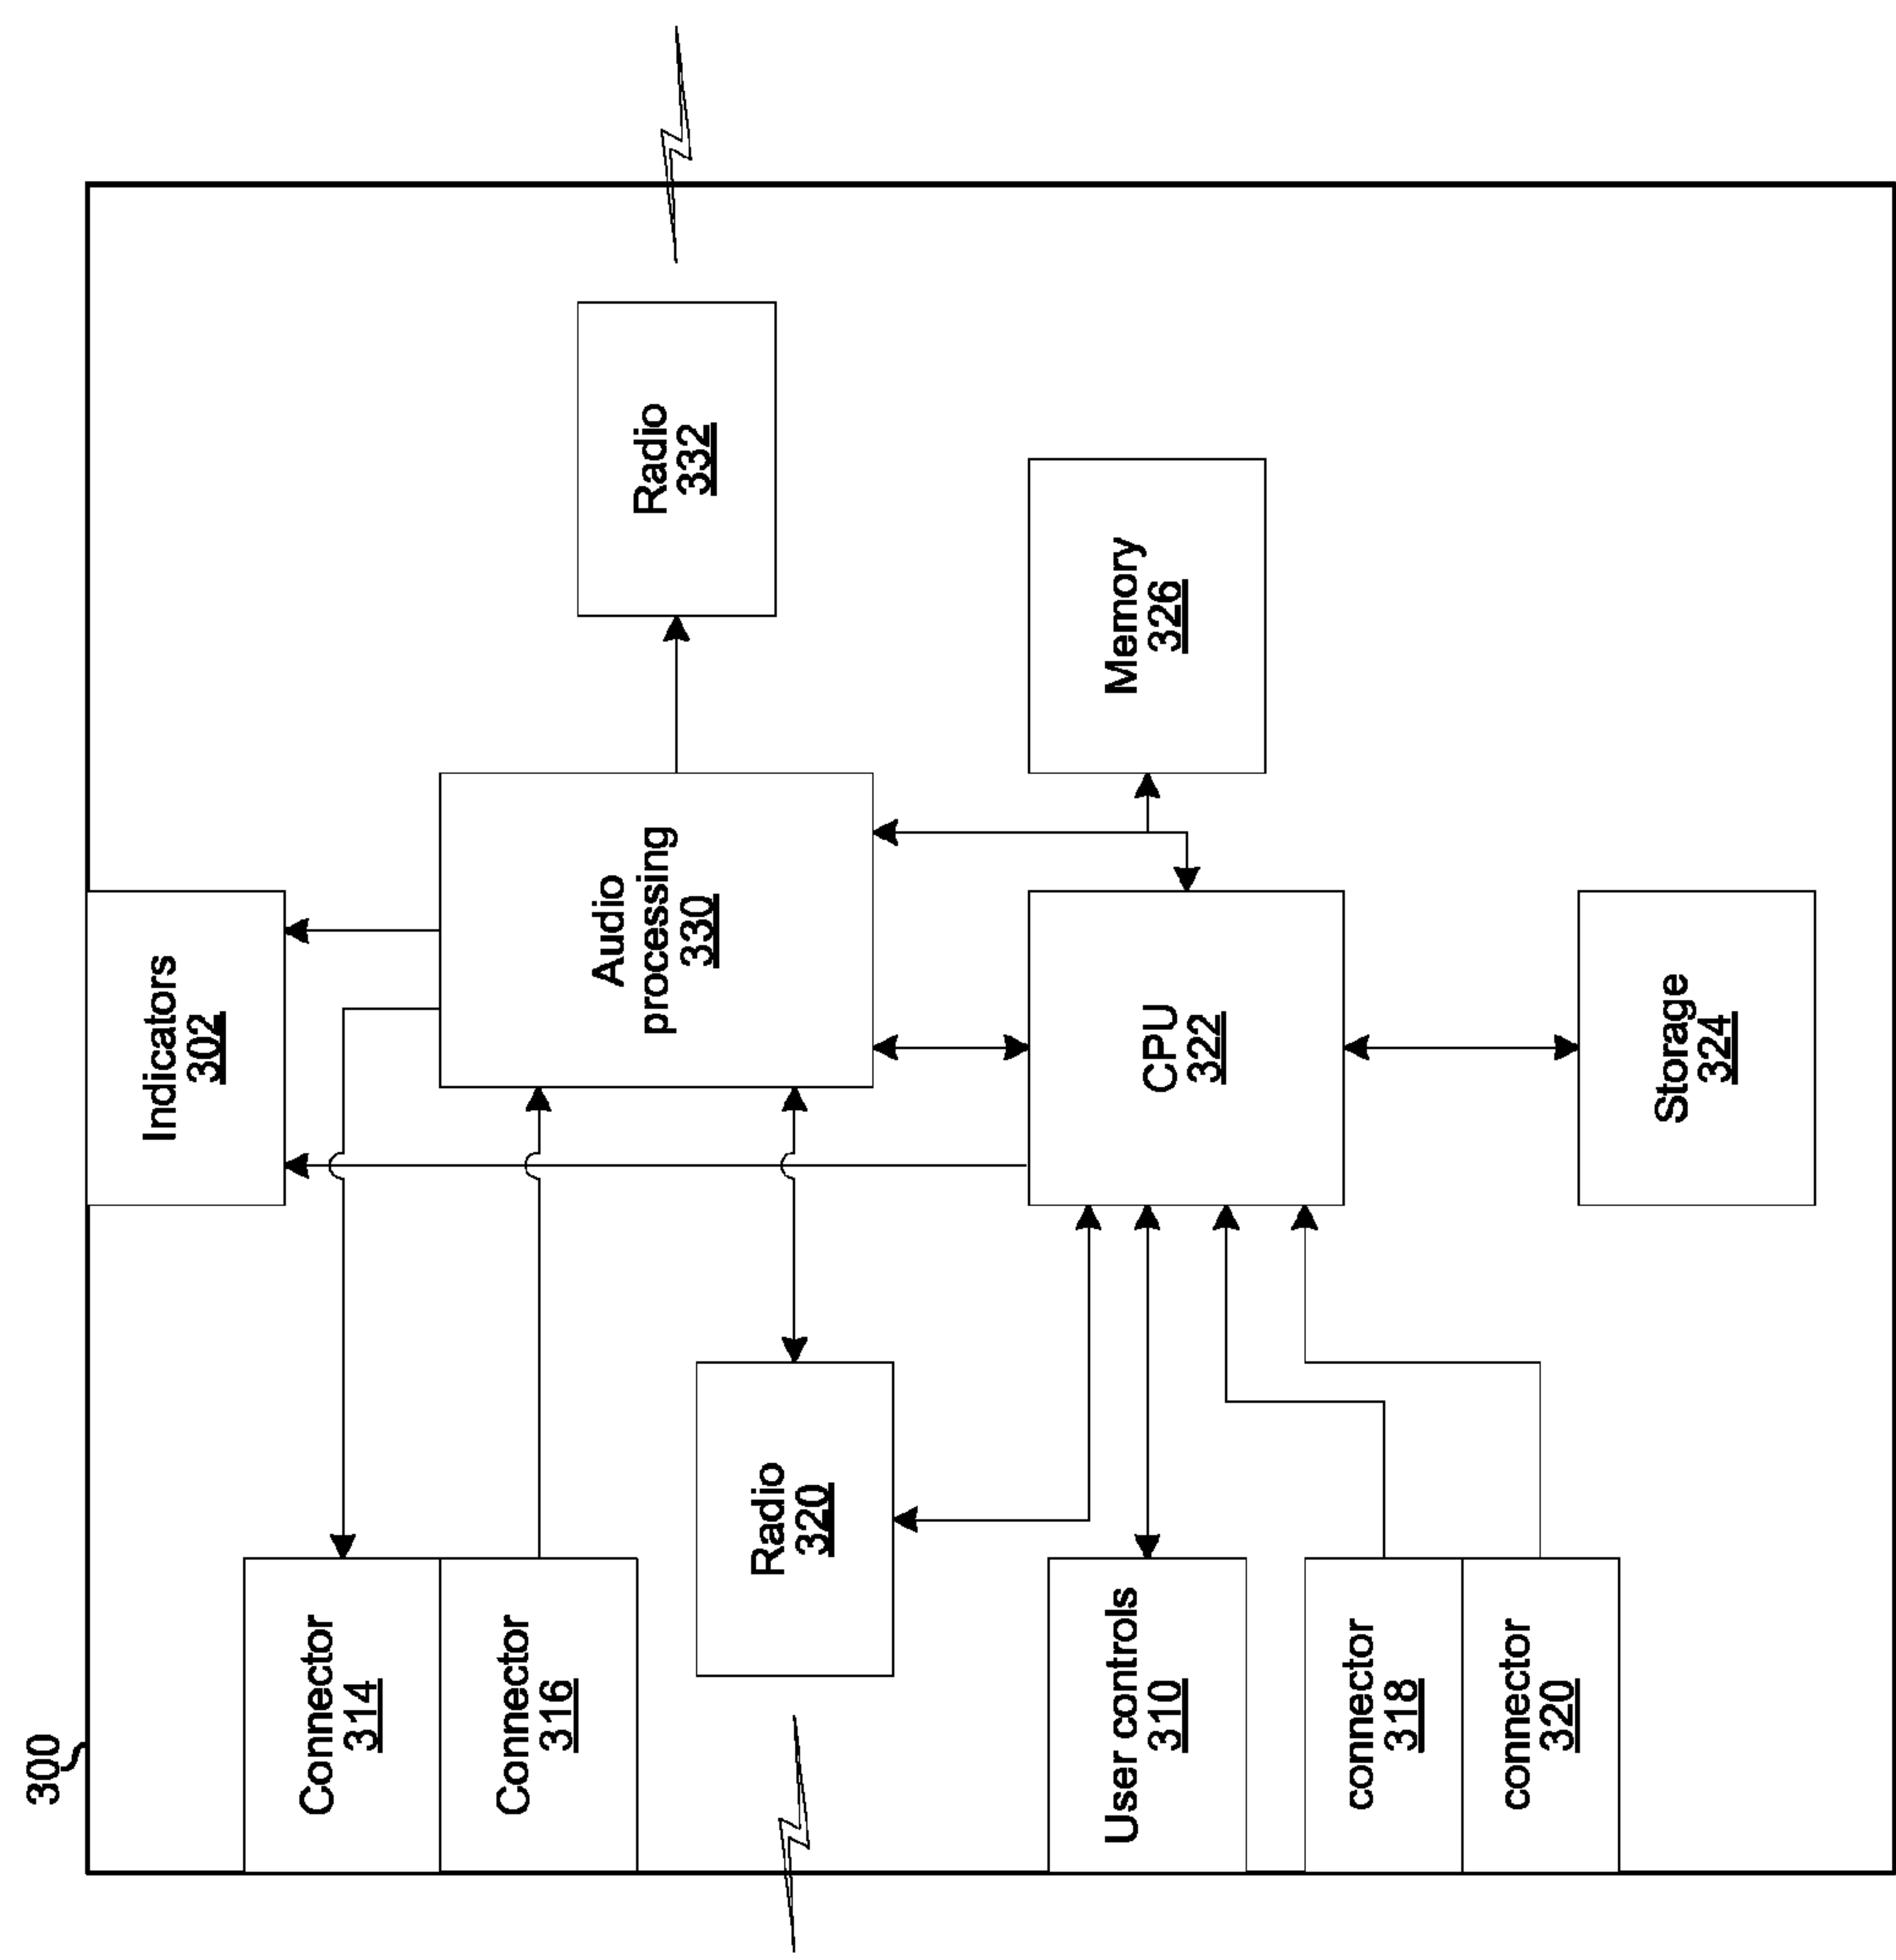 300
Indicators
302
Connector
314
Connector
316
Audio
processing
330
Radio
332
Radio
320
User controls
310
CPU
322
Memory
326
connector
318
connector
320
Storage
324